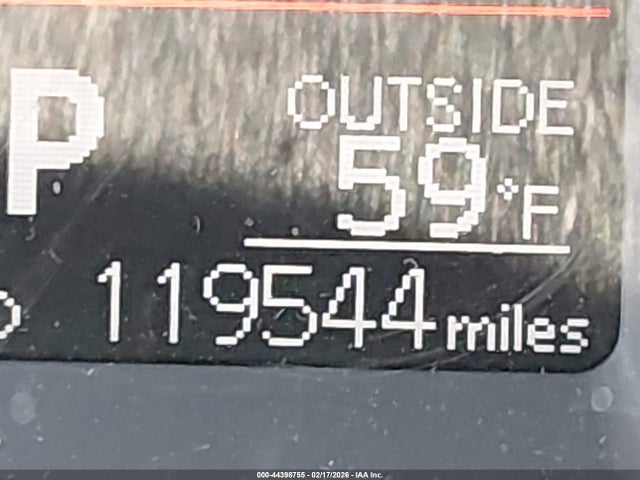 P
OUTSIDE
59°F
119544 miles
000-44398755 - 02/17/2026 - IAA Inc.